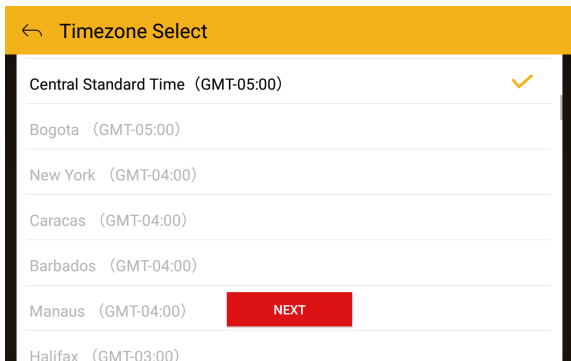 Timezone Select
Central Standard Time（GMT-05:00）
Bogota （GMT-05:00）
New York （GMT-04:00）
Caracas （GMT-04:00）
Barbados （GMT-04:00）
Manaus （GMT-04:00）
NEXT
Halifax （GMT-03:00）